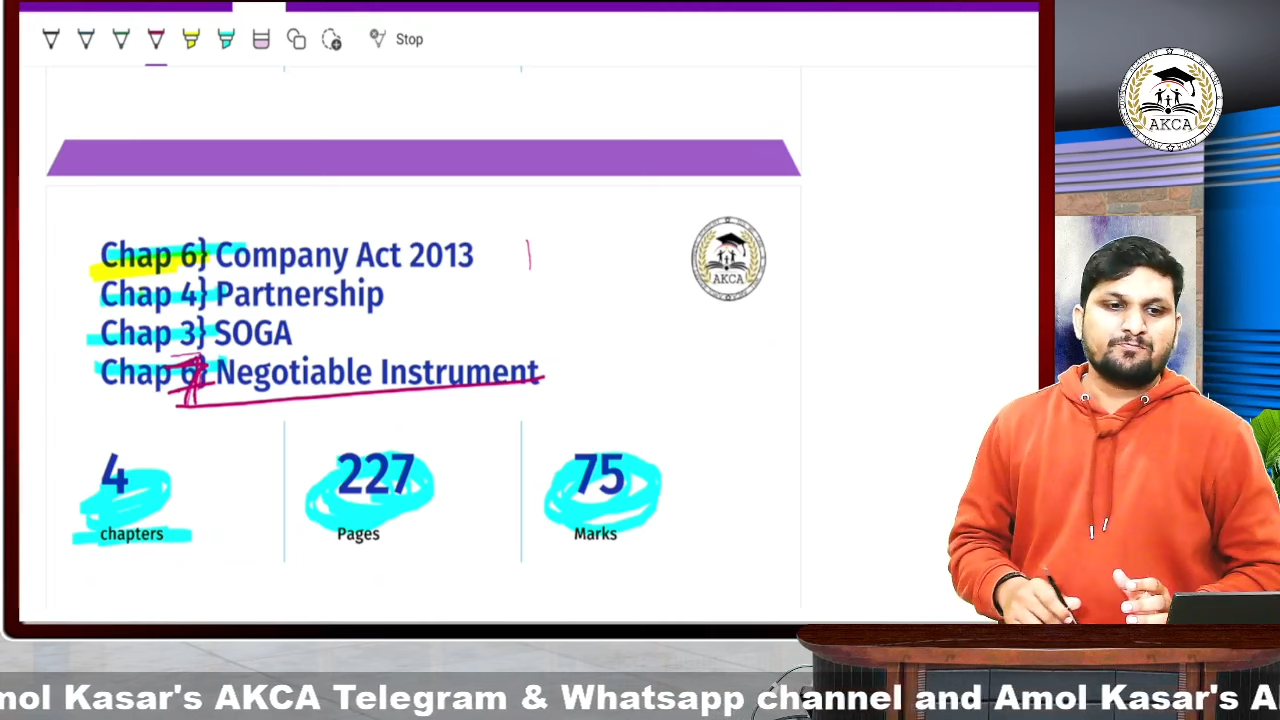 Stop
AKCA
Chap 6} Company Act 2013
Chap 4} Partnership
Chap 3} SOGA
Chap 6} Negotiable Instrument
AKCA
4
chapters
227
Pages
75
Marks
mol Kasar's AKCA Telegram & Whatsapp channel and Amol Kasar's A